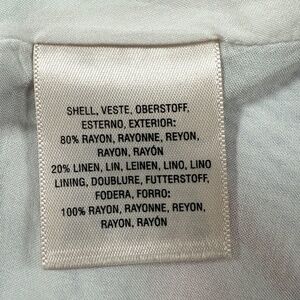 SHELL, VESTE, OBERSTOFF,
ESTERNO, EXTERIOR:
80% RAYON, RAYONNE, REYON,
RAYON, RAYÓN
20% LINEN, LIN, LEINEN, LINO, LINO
LINING, DOUBLURE, FUTTERSTOFF,
FODERA, FORRO:
100% RAYON, RAYONNE, REYON,
RAYON, RAYÓN